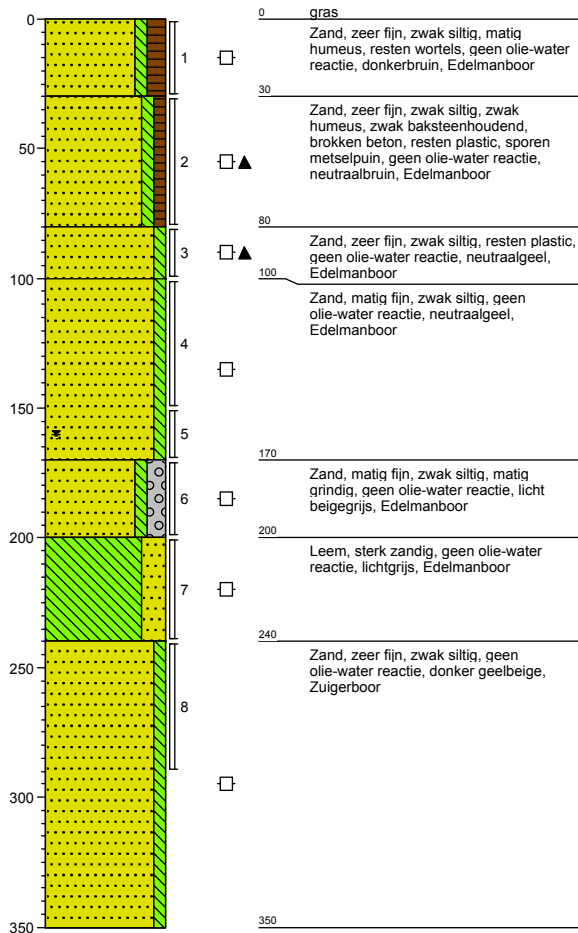 0
50
100
150
200
250
300
350
1
2
3
4
5
6
7
8
0
gras
Zand, zeer fijn, zwak siltig, matig
humeus, resten wortels, geen olie-water
reactie, donkerbruin, Edelmanboor
30
Zand, zeer fijn, zwak siltig, zwak
humeus, zwak baksteenhoudend,
brokken beton, resten plastic, sporen
metselpuin, geen olie-water reactie,
neutraalbruin, Edelmanboor
80
Zand, zeer fijn, zwak siltig, resten plastic,
geen olie-water reactie, neutraalgeel,
Edelmanboor
100
Zand, matig fijn, zwak siltig, geen
olie-water reactie, neutraalgeel,
Edelmanboor
170
Zand, matig fijn, zwak siltig, matig
grindig, geen olie-water reactie, licht
beigegrijs, Edelmanboor
200
Leem, sterk zandig, geen olie-water
reactie, lichtgrijs, Edelmanboor
240
Zand, zeer fijn, zwak siltig, geen
olie-water reactie, donker geelbeige,
Zuigerboor
350